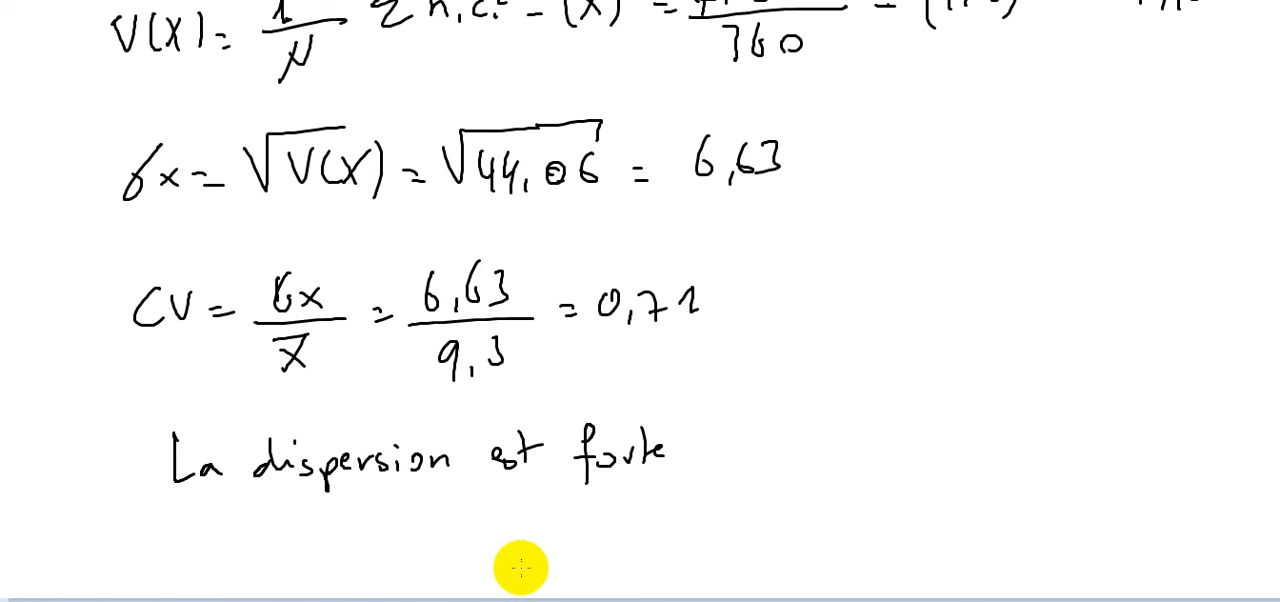 V(X) = 1/N Σ nᵢcᵢ² - (x̄)² = /360
σx = √V(X) = √44,06 = 6,63
CV = σx/x̄ = 6,63/9,3 = 0,71
La dispersion est forte